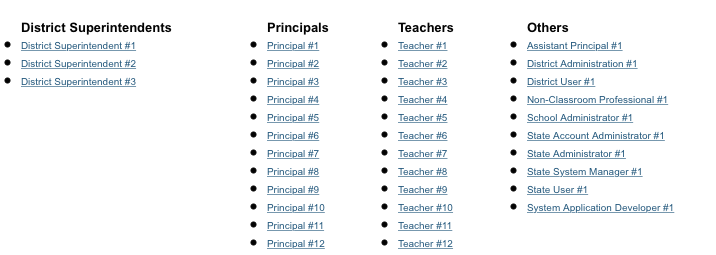 District Superintendents
District Superintendent #1
District Superintendent #2
District Superintendent #3
Principals
Principal #1
Principal #2
Principal #3
Principal #4
Principal #5
Principal #6
Principal #7
Principal #8
Principal #9
Principal #10
Principal #11
Principal #12
Teachers
Teacher #1
Teacher #2
Teacher #3
Teacher #4
Teacher #5
Teacher #6
Teacher #7
Teacher #8
Teacher #9
Teacher #10
Teacher #11
Teacher #12
Others
Assistant Principal #1
District Administration #1
District User #1
Non-Classroom Professional #1
School Administrator #1
State Account Administrator #1
State Administrator #1
State System Manager #1
State User #1
System Application Developer #1